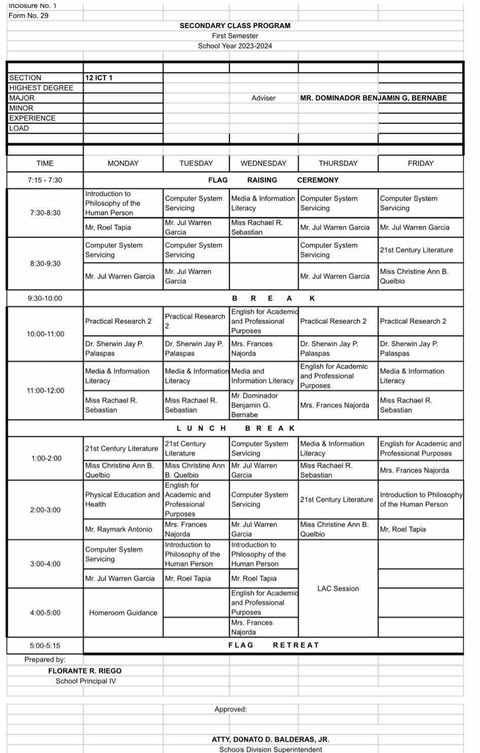 Inclosure No. 1
Form No. 29
SECONDARY CLASS PROGRAM
First Semester
School Year 2023-2024
SECTION 12 ICT 1
HIGHEST DEGREE
MAJOR Adviser MR. DOMINADOR BENJAMIN G, BERNABE
MINOR
EXPERIENCE
LOAD
TIME MONDAY TUESDAY WEDNESDAY THURSDAY FRIDAY
7:15 - 7:30 FLAG RAISING CEREMONY
7:30-8:30
Introduction to
Philosophy of the
Human Person
Computer System
Servicing
Media & Information
Literacy
Computer System
Servicing
Computer System
Servicing
Mr, Roel Tapia
Mr. Jul Warren
Garcia
Miss Rachael R.
Sebastian
Mr. Jul Warren Garcia
Mr. Jul Warren Garcia
8:30-9:30
Computer System
Servicing
Computer System
Servicing
Computer System
Servicing
21st Century Literature
Mr. Jul Warren Garcia
Mr. Jul Warren
Garcia
Mr. Jul Warren Garcia
Miss Christine Ann B.
Quelbio
9:30-10:00 B R E A K
10:00-11:00
Practical Research 2
Practical Research
2
English for Academic
and Professional
Purposes
Practical Research 2
Practical Research 2
Dr. Sherwin Jay P.
Palaspas
Dr. Sherwin Jay P.
Palaspas
Mrs. Frances
Najorda
Dr. Sherwin Jay P.
Palaspas
Dr. Sherwin Jay P.
Palaspas
11:00-12:00
Media & Information
Literacy
Media & Information
Literacy
Media and
Information Literacy
English for Academic
and Professional
Purposes
Media & Information
Literacy
Miss Rachael R.
Sebastian
Miss Rachael R.
Sebastian
Mr. Dominador
Benjamin G.
Bernabe
Mrs. Frances Najorda
Miss Rachael R.
Sebastian
L U N C H B R E A K
1:00-2:00
21st Century Literature
21st Century
Literature
Computer System
Servicing
Media & Information
Literacy
English for Academic and
Professional Purposes
Miss Christine Ann B.
Quelbio
Miss Christine Ann
B. Quelbio
Mr. Jul Warren
Garcia
Miss Rachael R.
Sebastian
Mrs. Frances Najorda
2:00-3:00
Physical Education and
Health
English for
Academic and
Professional
Purposes
Computer System
Servicing
21st Century Literature
Introduction to Philosophy
of the Human Person
Mr. Raymark Antonio
Mrs. Frances
Najorda
Mr. Jul Warren
Garcia
Miss Christine Ann B.
Quelbio
Mr, Roel Tapia
3:00-4:00
Computer System
Servicing
Introduction to
Philosophy of the
Human Person
Introduction to
Philosophy of the
Human Person
LAC Session
Mr. Jul Warren Garcia
Mr, Roel Tapia
Mr. Roel Tapia
4:00-5:00
Homeroom Guidance
English for Academic
and Professional
Purposes
Mrs. Frances
Najorda
5:00-5:15 F L A G R E T R E A T
Prepared by:
FLORANTE R. RIEGO
School Principal IV
Approved:
ATTY, DONATO D. BALDERAS, JR.
Schools Division Superintendent